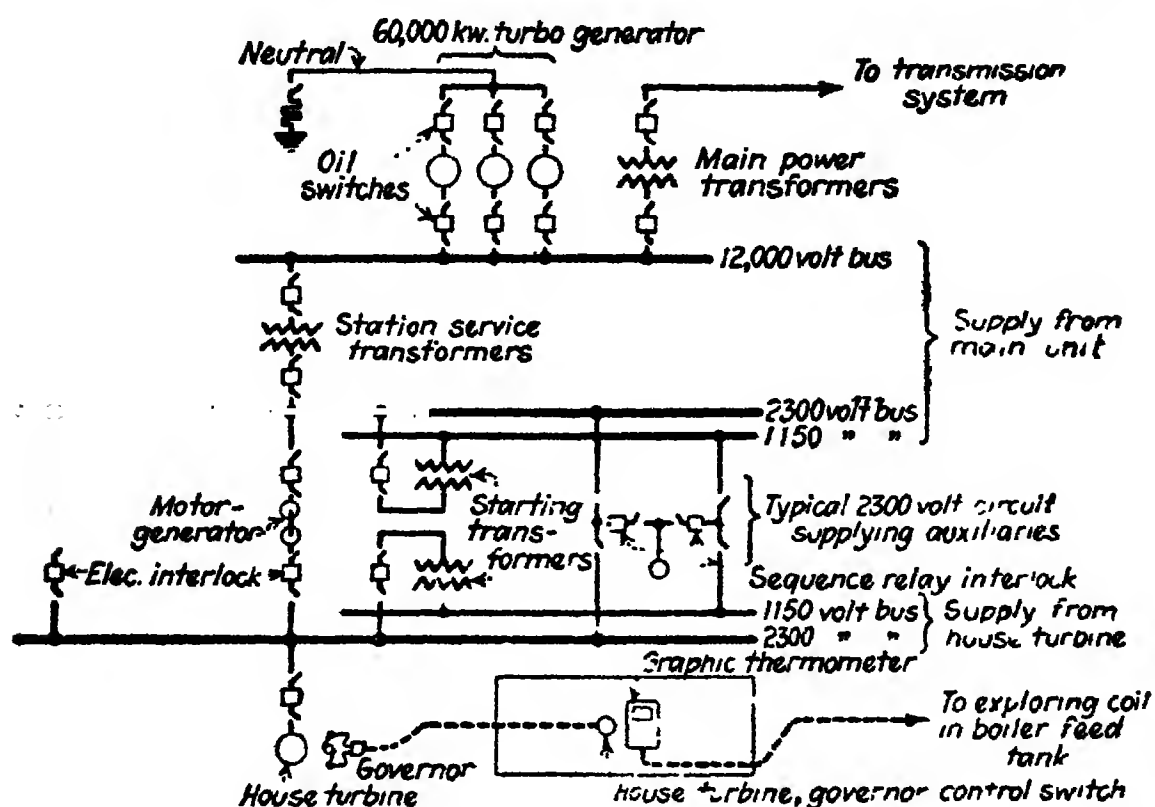 60,000 kw. turbo generator
Neutral
To transmission
system
Oil
switches
Main power
transformers
12,000 volt bus
Station service
transformers
Supply from
main unit
2300 volt bus
1150 " "
Motor-
generator
Starting
trans-
formers
Typical 2300 volt circuit
supplying auxiliaries
Elec. interlock
Sequence relay interlock
1150 volt bus
2300 " "
Supply from
house turbine
Graphic thermometer
To exploring coil
in boiler feed
tank
Governor
House turbine
House turbine, governor control switch